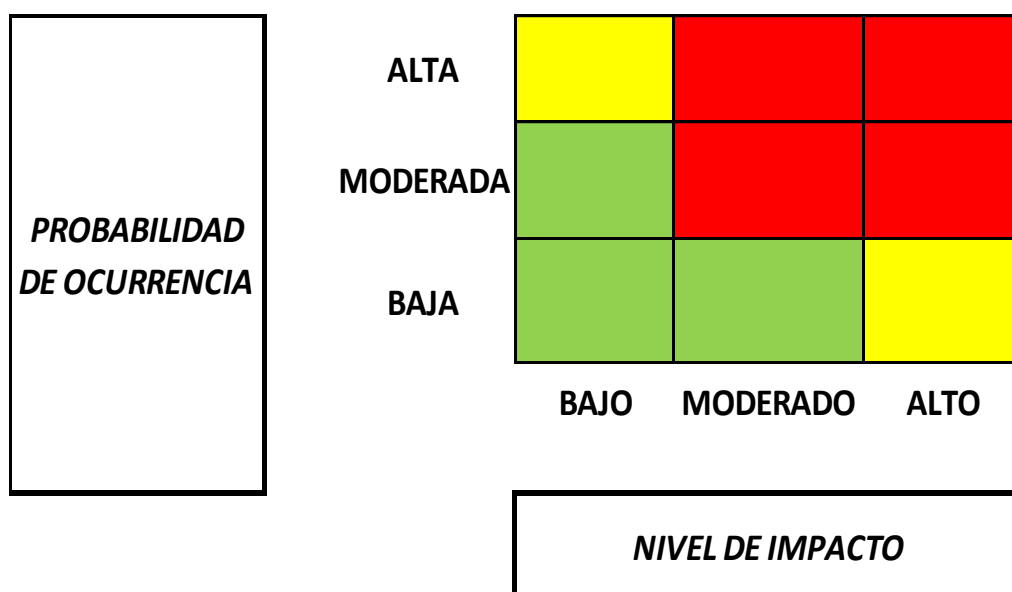 ALTA
MODERADA
PROBABILIDAD
DE OCURRENCIA
BAJA
BAJO MODERADO ALTO
NIVEL DE IMPACTO